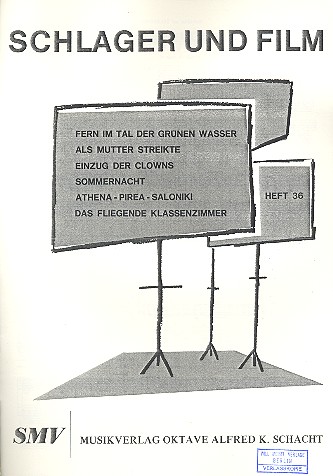 SCHLAGER UND FILM
FERN IM TAL DER GRÜNEN WASSER
ALS MUTTER STREIKTE
EINZUG DER CLOWNS
SOMMERNACHT
ATHENA - PIREA - SALONIKI
DAS FLIEGENDE KLASSENZIMMER
HEFT 36
SMV
MUSIKVERLAG OKTAVE ALFRED K. SCHACHT
BERLIN